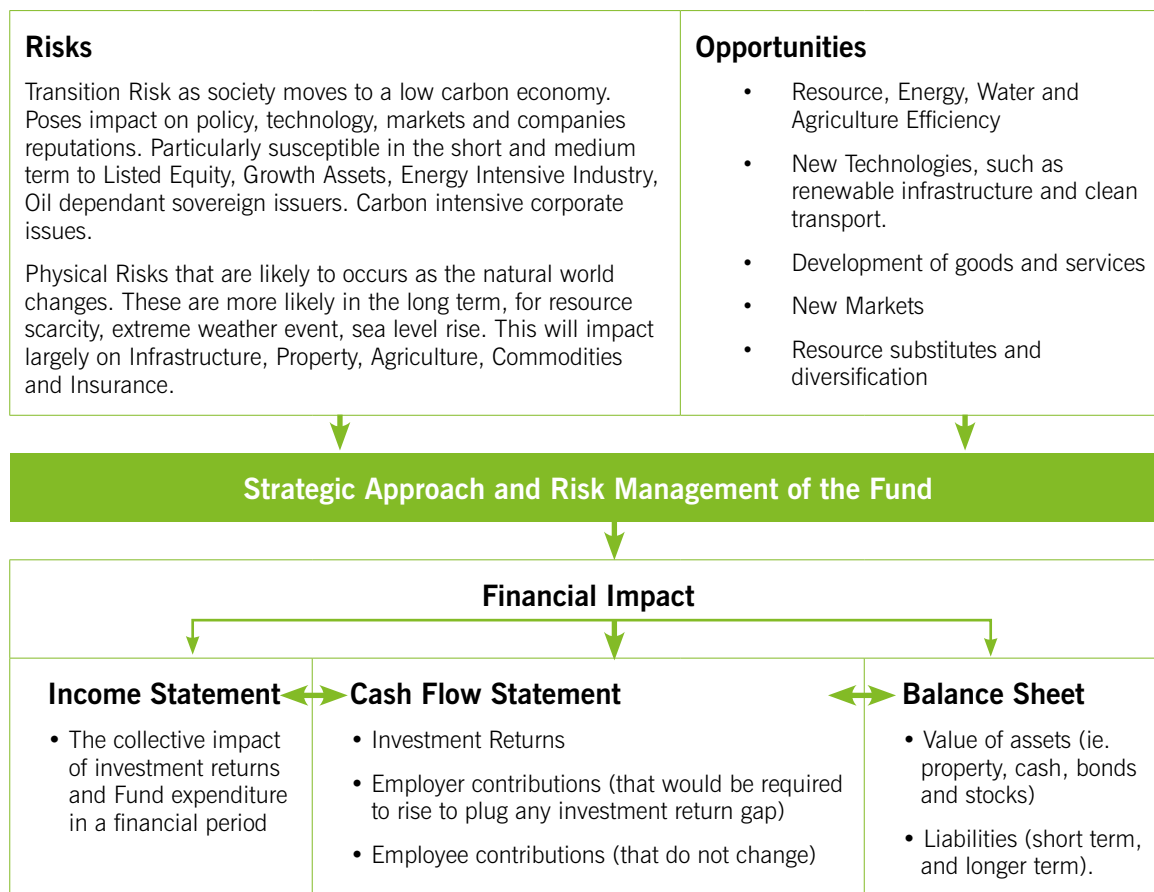 Risks
Transition Risk as society moves to a low carbon economy.
Poses impact on policy, technology, markets and companies
reputations. Particularly susceptible in the short and medium
term to Listed Equity, Growth Assets, Energy Intensive Industry,
Oil dependant sovereign issuers. Carbon intensive corporate
issues.
Physical Risks that are likely to occurs as the natural world
changes. These are more likely in the long term, for resource
scarcity, extreme weather event, sea level rise. This will impact
largely on Infrastructure, Property, Agriculture, Commodities
and Insurance.
Opportunities
• Resource, Energy, Water and
Agriculture Efficiency
• New Technologies, such as
renewable infrastructure and clean
transport.
• Development of goods and services
• New Markets
• Resource substitutes and
diversification
Strategic Approach and Risk Management of the Fund
Financial Impact
Income Statement
• The collective impact
of investment returns
and Fund expenditure
in a financial period
Cash Flow Statement
• Investment Returns
• Employer contributions (that would be required
to rise to plug any investment return gap)
• Employee contributions (that do not change)
Balance Sheet
• Value of assets (ie.
property, cash, bonds
and stocks)
• Liabilities (short term,
and longer term).